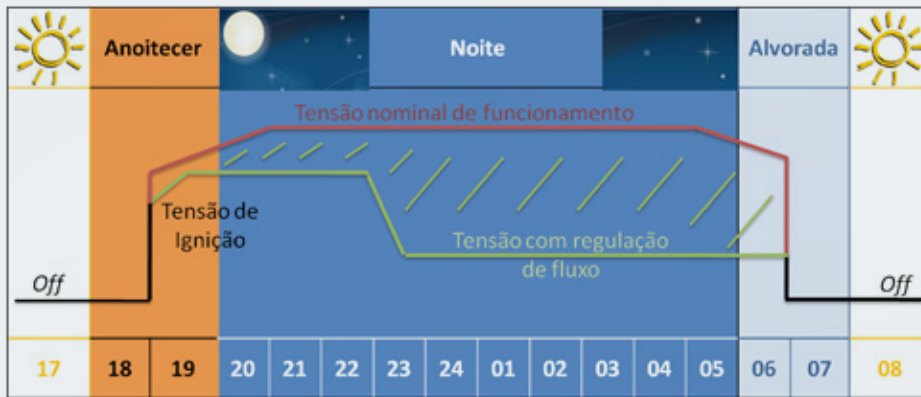 Anoitecer
Noite
Alvorada
Tensão nominal de funcionamento
Tensão de
Ignição
Tensão com regulação
de fluxo
Off
Off
17 18 19 20 21 22 23 24 01 02 03 04 05 06 07 08